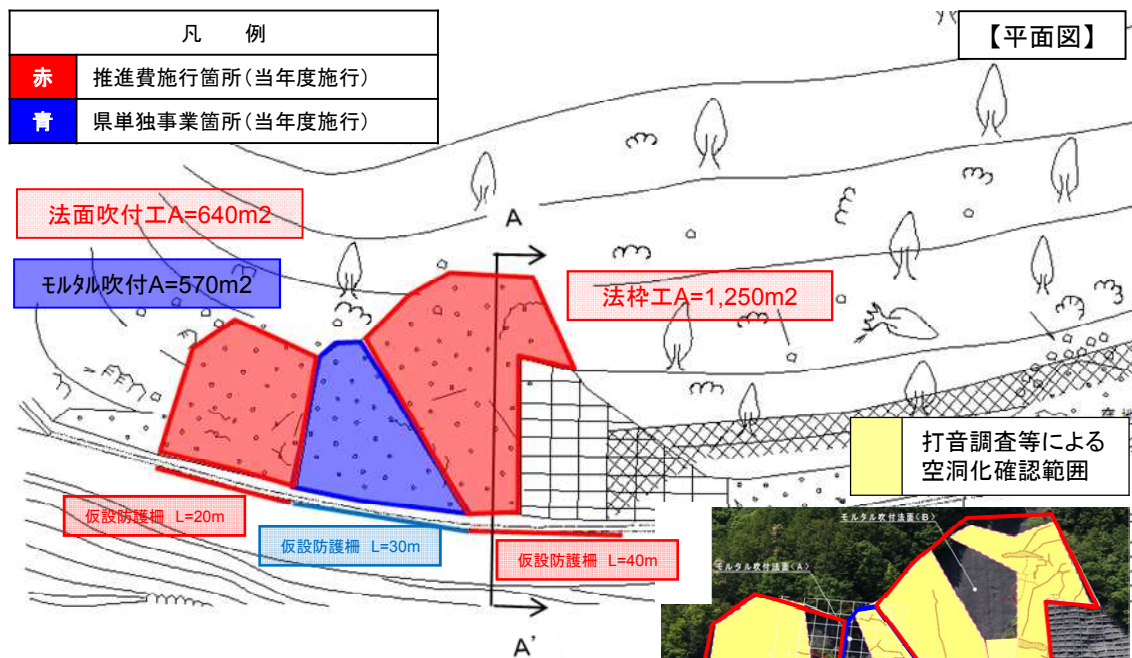 凡 例
赤 推進費施行箇所(当年度施行)
青 県単独事業箇所(当年度施行)
【平面図】
法面吹付工A=640m2
モルタル吹付A=570m2
A
法枠工A=1,250m2
打音調査等による
空洞化確認範囲
仮設防護柵 L=20m
仮設防護柵 L=30m
仮設防護柵 L=40m
モルタル吹付法面<B>
モルタル吹付法面<A>
A'